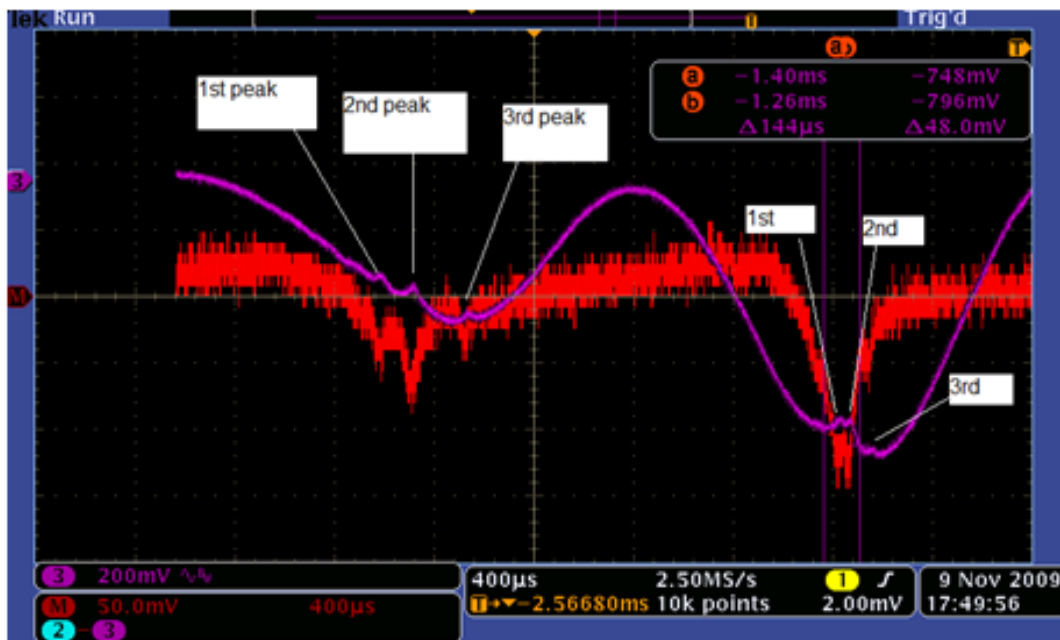 Tek Run Trig'd
a -1.40ms -748mV
b -1.26ms -796mV
Δ144µs Δ48.0mV
1st peak
2nd peak
3rd peak
3
1st
2nd
M
3rd
3 200mV
M 50.0mV 400µs
2 - 3
400µs 2.50MS/s 1
T→▼-2.56680ms 10k points 2.00mV
9 Nov 2009
17:49:56